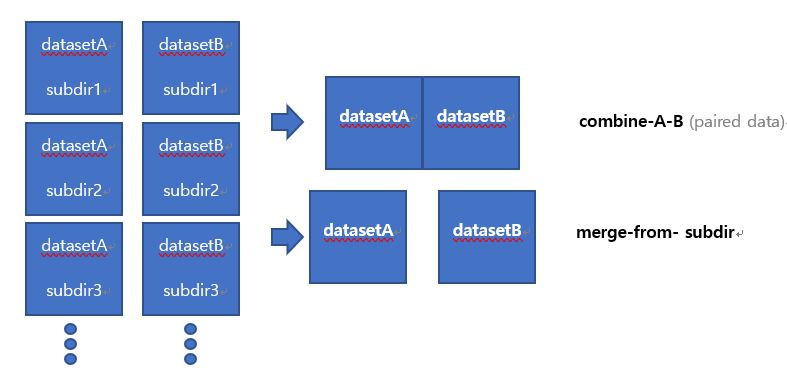 datasetA
subdir1
datasetB
subdir1
datasetA
subdir2
datasetB
subdir2
datasetA
subdir3
datasetB
subdir3
datasetA
datasetB
combine-A-B (paired data)
datasetA
datasetB
merge-from- subdir